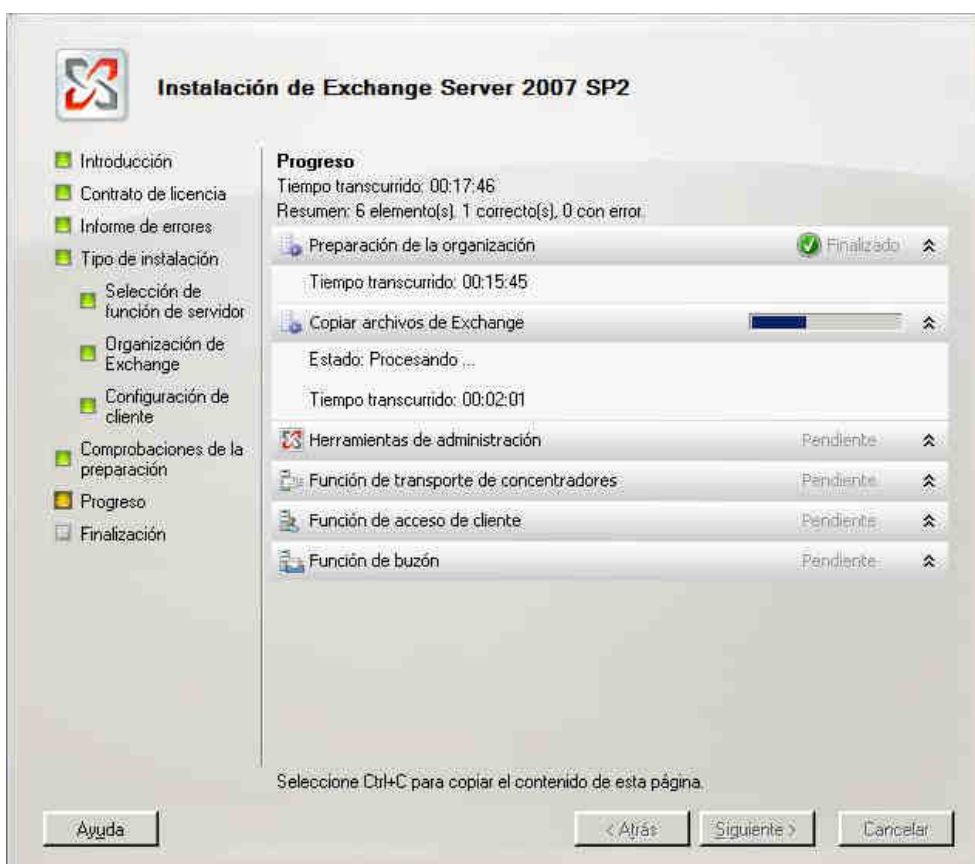 Instalación de Exchange Server 2007 SP2
Introducción
Contrato de licencia
Informe de errores
Tipo de instalación
Selección de
función de servidor
Organización de
Exchange
Configuración de
cliente
Comprobaciones de la
preparación
Progreso
Finalización
Progreso
Tiempo transcurrido: 00:17:46
Resumen: 6 elemento(s). 1 correcto(s), 0 con error.
Preparación de la organización Finalizado
Tiempo transcurrido: 00:15:45
Copiar archivos de Exchange
Estado: Procesando ...
Tiempo transcurrido: 00:02:01
Herramientas de administración Pendiente
Función de transporte de concentradores Pendiente
Función de acceso de cliente Pendiente
Función de buzón Pendiente
Seleccione Ctrl+C para copiar el contenido de esta página.
Ayuda < Atrás Siguiente > Cancelar